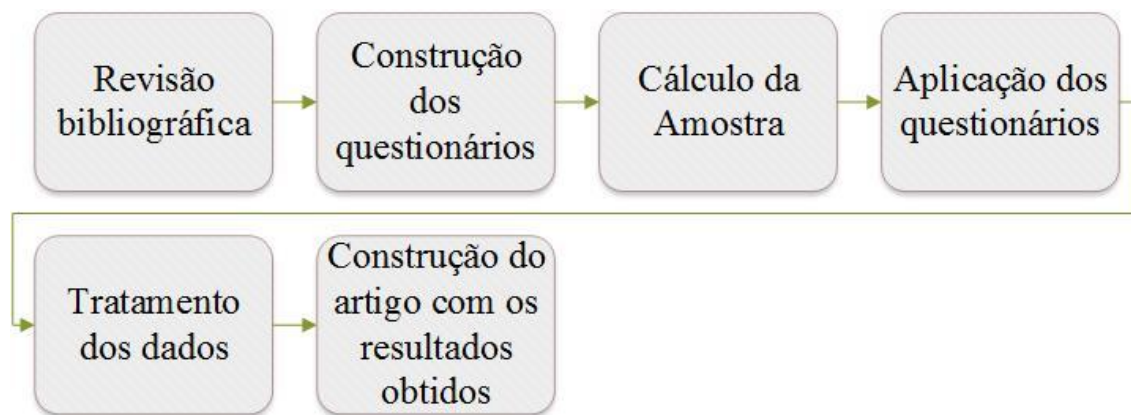 Revisão
bibliográfica
Construção
dos
questionários
Cálculo da
Amostra
Aplicação dos
questionários
Tratamento
dos dados
Construção do
artigo com os
resultados
obtidos